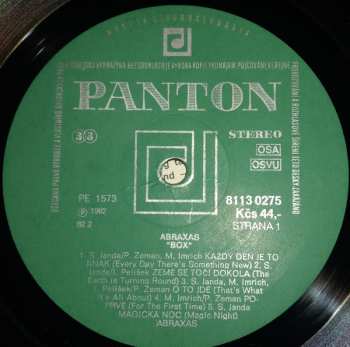 PANTON
33
STEREO
OSA
OSVU
PE 1573
8113 0275
Ⓟ 1982
Kčs 44,-
82 2
STRANA 1
ABRAXAS
"BOX"
1. S. Janda/P. Zeman, M. Imrich KAŽDÝ DEN JE TO
JINAK (Every Day There's Something New) 2. S.
Janda/I. Pelíšek ZEMĚ SE TOČÍ DOKOLA (The
Earth is Turning Round) 3. S. Janda, M. Imrich,
I. Pelíšek/P. Zeman O TO JDE (That's What
It's All About) 4. M. Imrich/P. Zeman PO-
PRVÉ (For The First Time) 5. S. Janda
MAGICKÁ NOC (Magic Night)
ABRAXAS